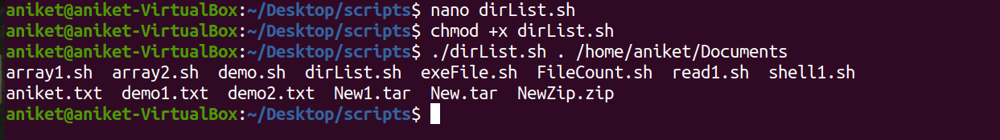 aniket@aniket-VirtualBox:~/Desktop/scripts$ nano dirList.sh
aniket@aniket-VirtualBox:~/Desktop/scripts$ chmod +x dirList.sh
aniket@aniket-VirtualBox:~/Desktop/scripts$ ./dirList.sh . /home/aniket/Documents
array1.sh  array2.sh  demo.sh  dirList.sh  exeFile.sh  FileCount.sh  read1.sh  shell1.sh
aniket.txt  demo1.txt  demo2.txt  New1.tar  New.tar  NewZip.zip
aniket@aniket-VirtualBox:~/Desktop/scripts$